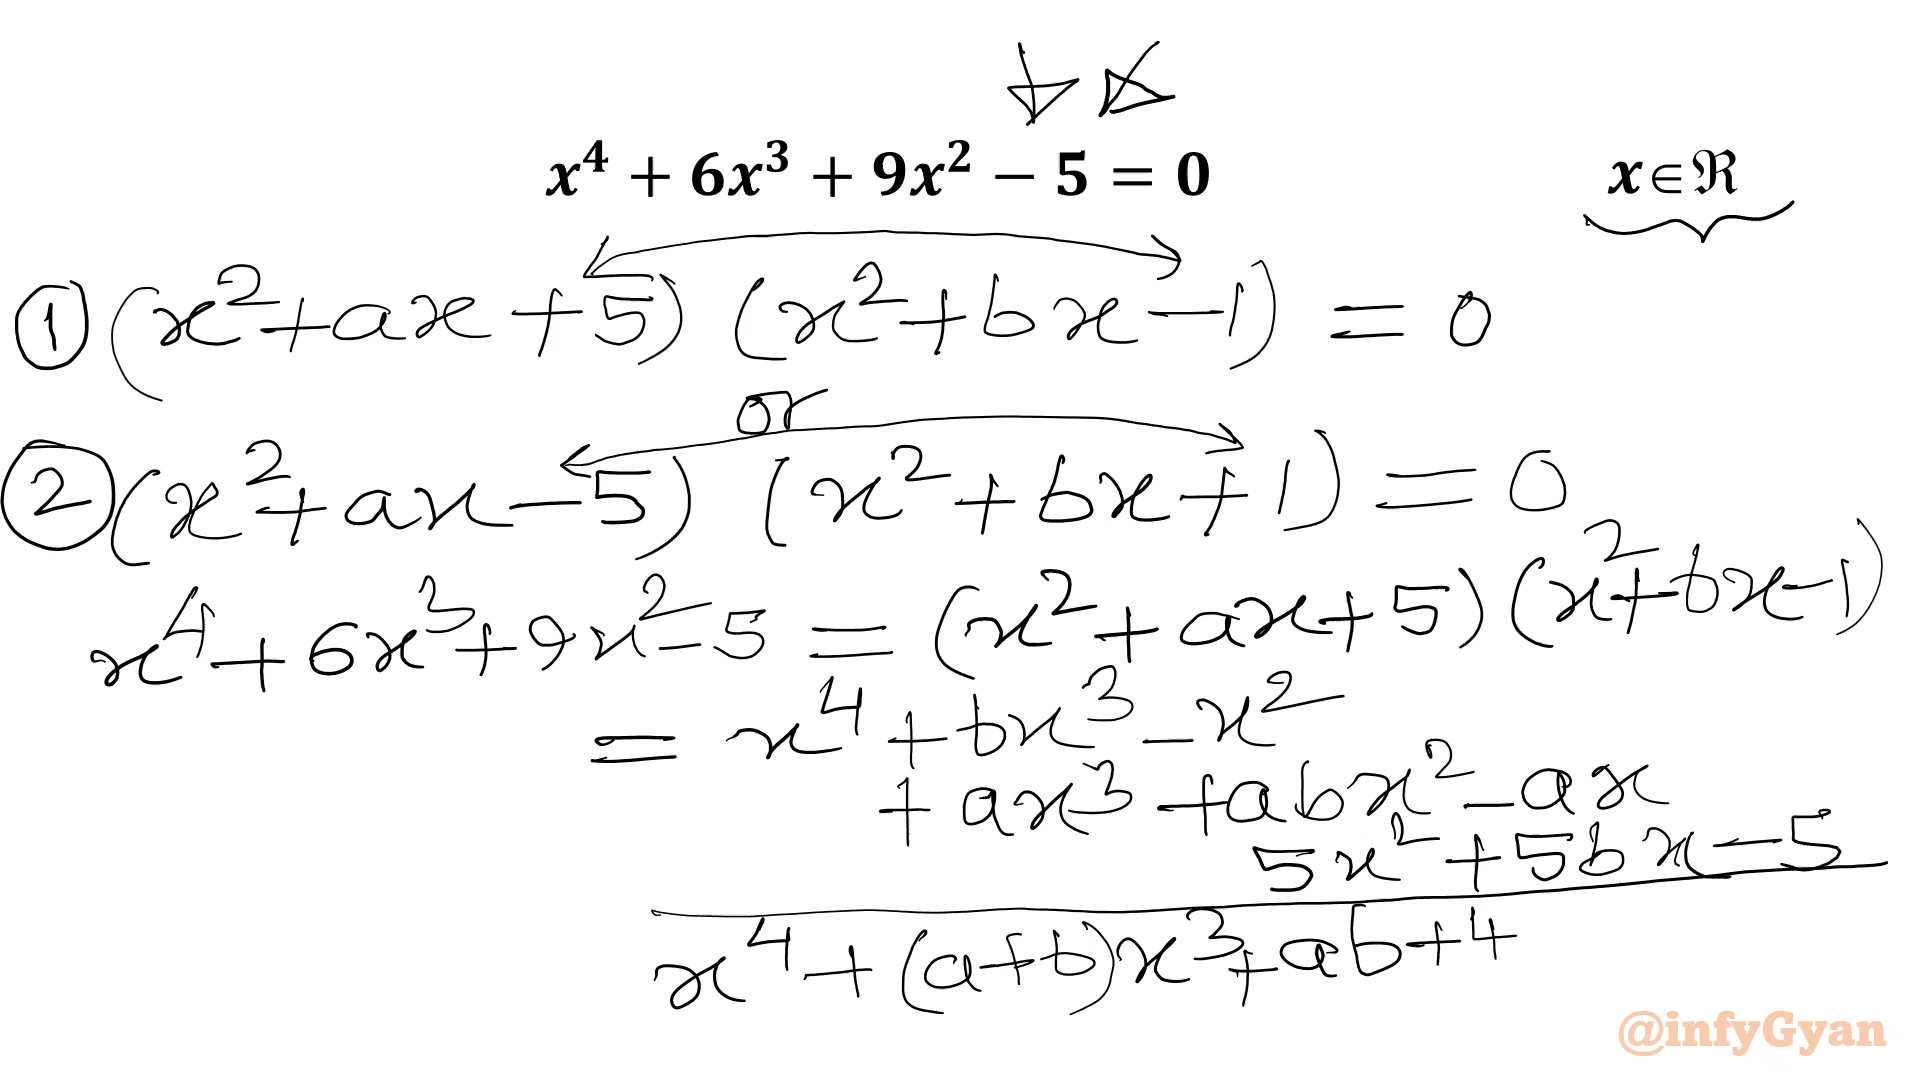 x⁴ + 6x³ + 9x² − 5 = 0
x∈ℜ
① (x²+ax+5) (x²+bx−1) = 0
or
② (x²+ax−5) (x²+bx+1) = 0
x⁴+6x³+9x²−5 = (x²+ax+5) (x²+bx−1)
= x⁴+bx³−x²
+ax³+abx²−ax
5x²+5bx−5
x⁴+(a+b)x³+ab+4
@infyGyan